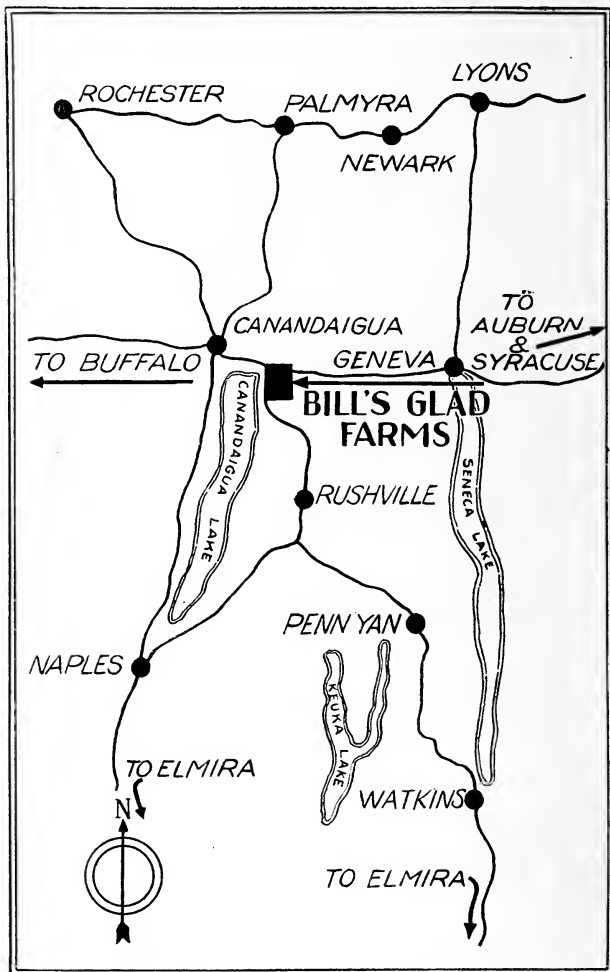 ROCHESTER
PALMYRA
LYONS
NEWARK
TO
AUBURN
&
SYRACUSE
CANANDAIGUA
TO BUFFALO
GENEVA
BILL'S GLAD
FARMS
CANANDAIGUA LAKE
SENECA LAKE
RUSHVILLE
PENN YAN
NAPLES
KEUKA LAKE
TO ELMIRA
N
WATKINS
TO ELMIRA